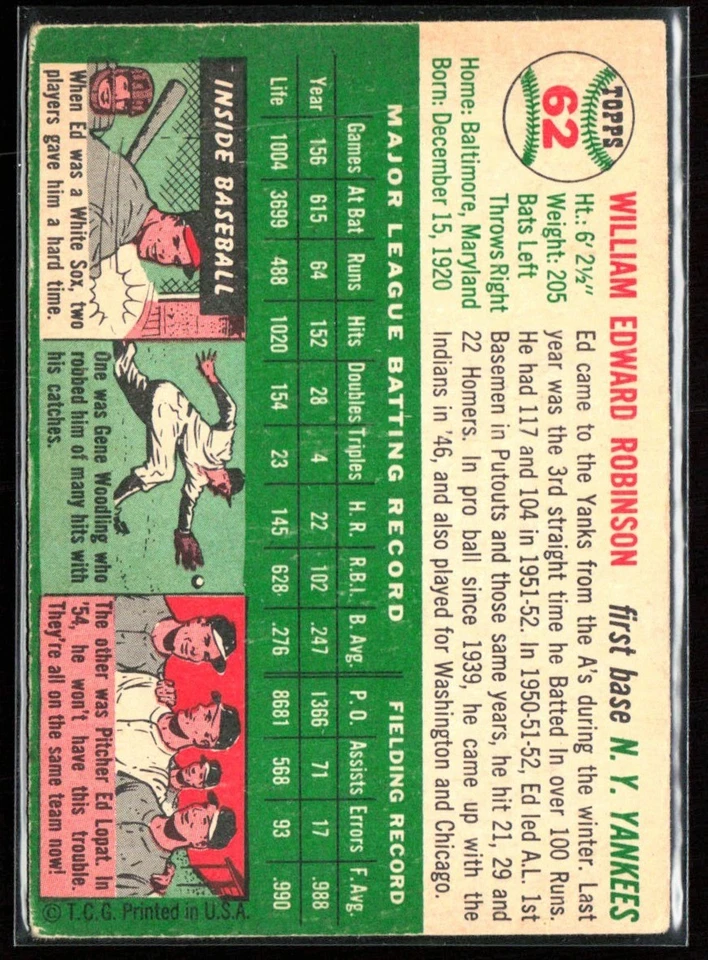 TOPPS
62
WILLIAM EDWARD ROBINSON first base N. Y. YANKEES
Ht.: 6' 2½"
Weight: 205
Bats Left
Throws Right
Home: Baltimore, Maryland
Born: December 15, 1920
Ed came to the Yanks from the A's during the winter. Last
year was the 3rd straight time he Batted In over 100 Runs.
He had 117 and 104 in 1951-52. In 1950-51-52, Ed led A.L. 1st
Basemen in Putouts and those same years, he hit 21, 29 and
22 Homers. In pro ball since 1939, he came up with the
Indians in '46, and also played for Washington and Chicago.
MAJOR LEAGUE BATTING RECORD FIELDING RECORD
Games At Bat Runs Hits Doubles Triples H. R. R.B.I. B. Avg. P. O. Assists Errors F. Avg.
Year 156 615 64 152 28 4 22 102 .247 1366 71 17 .988
Life 1004 3699 488 1020 154 23 145 628 .276 8681 568 93 .990
INSIDE BASEBALL
When Ed was a White Sox, two
players gave him a hard time.
One was Gene Woodling who
robbed him of many hits with
his catches.
The other was Pitcher Ed Lopat. In
'54, he won't have this trouble.
They're all on the same team now!
© T.C.G. Printed in U.S.A.